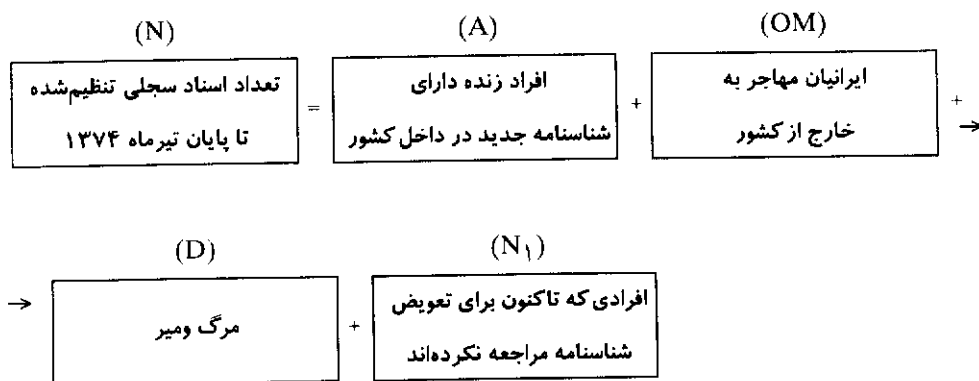 (N) (A) (OM)
تعداد اسناد سجلی تنظیم‌شده
تا پایان تیرماه ۱۳۷۴
=
افراد زنده دارای
شناسنامه جدید در داخل کشور
+
ایرانیان مهاجر به
خارج از کشور
+
→
(D) (N۱)
→
مرگ ومیر
+
افرادی که تاکنون برای تعویض
شناسنامه مراجعه نکرده‌اند